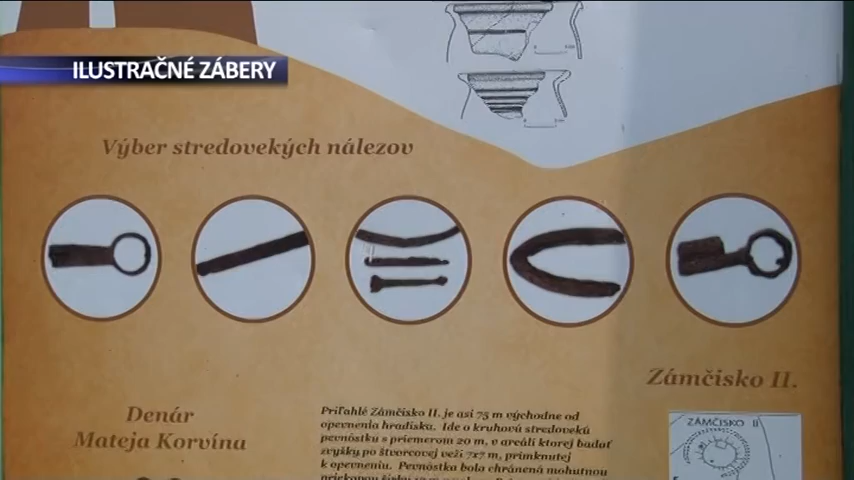 ILUSTRAČNÉ ZÁBERY
Výber stredovekých nálezov
Zámčisko II.
Denár
Mateja Korvína
Priľahlé Zámčisko II. je asi 75 m východne od
opevnenia hradiska. Ide o kruhovú stredovekú
pevnôstku s priemerom 20 m, v areáli ktorej badať
zvyšky po štvorcovej veži 7x7 m, primknutej
k opevneniu. Pevnôstka bola chránená mohutnou
ZÁMČISKO II